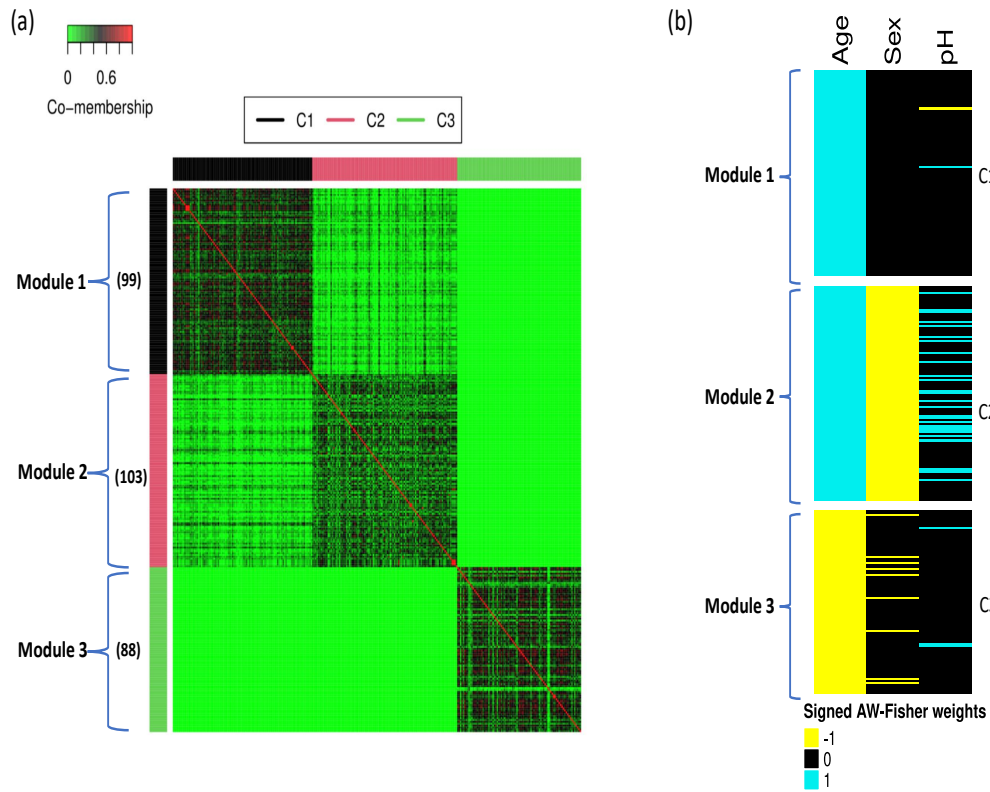 (a)
0 0.6
Co-membership
C1 C2 C3
Module 1 (99)
Module 2 (103)
Module 3 (88)
(b)
Age Sex pH
Module 1
Module 2
Module 3
Signed AW-Fisher weights
-1
0
1